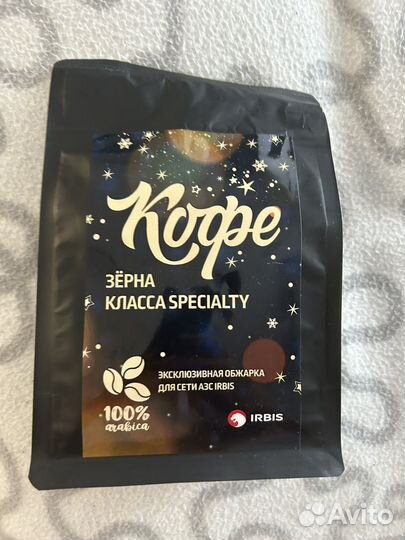 Кофе
ЗЁРНА
КЛАССА SPECIALTY
ЭКСКЛЮЗИВНАЯ ОБЖАРКА
ДЛЯ СЕТИ АЗС IRBIS
100%
arabica
IRBIS
Avito